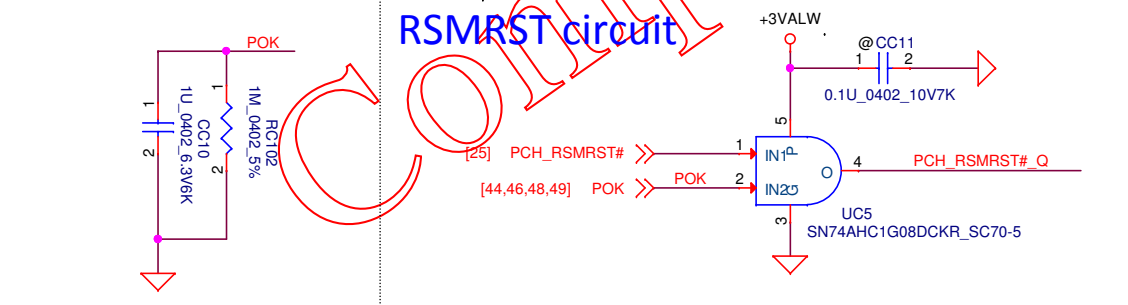 RSMRST circuit
POK
1
1U_0402_6.3V6K
CC10
2
1
1M_0402_5%
RC102
2
+3VALW
@CC11
1 2
0.1U_0402_10V7K
5
[25] PCH_RSMRST# 1 IN1 P
[44,46,48,49] POK POK 2 IN2 G
O 4 PCH_RSMRST#_Q
3
UC5
SN74AHC1G08DCKR_SC70-5